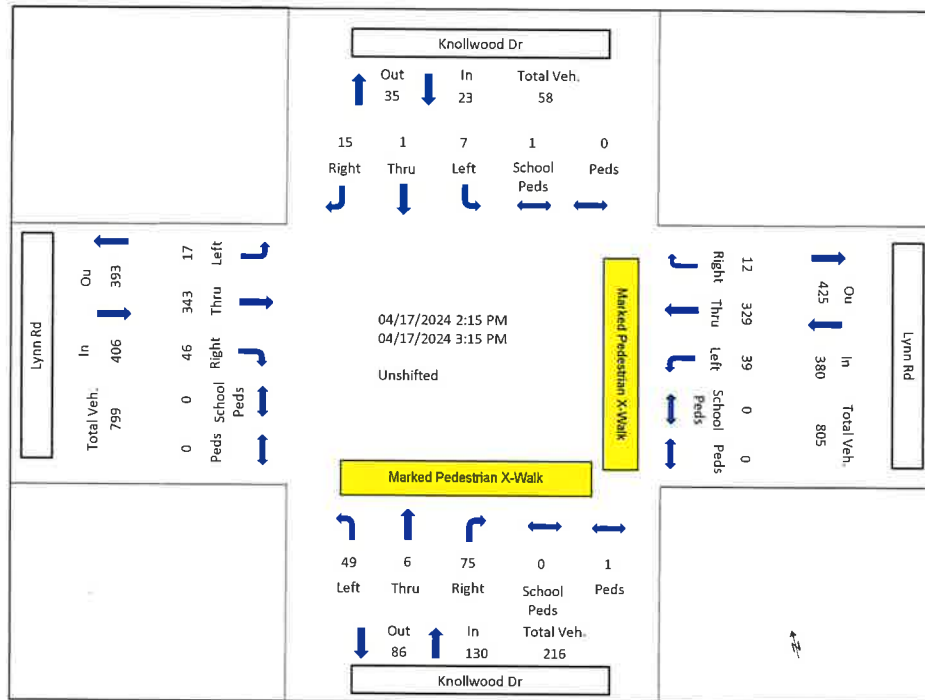 Knollwood Dr
Out In Total Veh.
35 23 58
15 1 7 1 0
Right Thru Left School Peds
Peds
Lynn Rd
Ou In Total Veh.
393 406 799
17 343 46 0 0
Left Thru Right School Peds
Peds
04/17/2024 2:15 PM
04/17/2024 3:15 PM
Unshifted
Marked Pedestrian X-Walk
Right Thru Left School Peds
Peds
12 329 39 0 0
Ou In Total Veh.
425 380 805
Lynn Rd
Marked Pedestrian X-Walk
49 6 75 0 1
Left Thru Right School Peds
Peds
Out In Total Veh.
86 130 216
Knollwood Dr
N